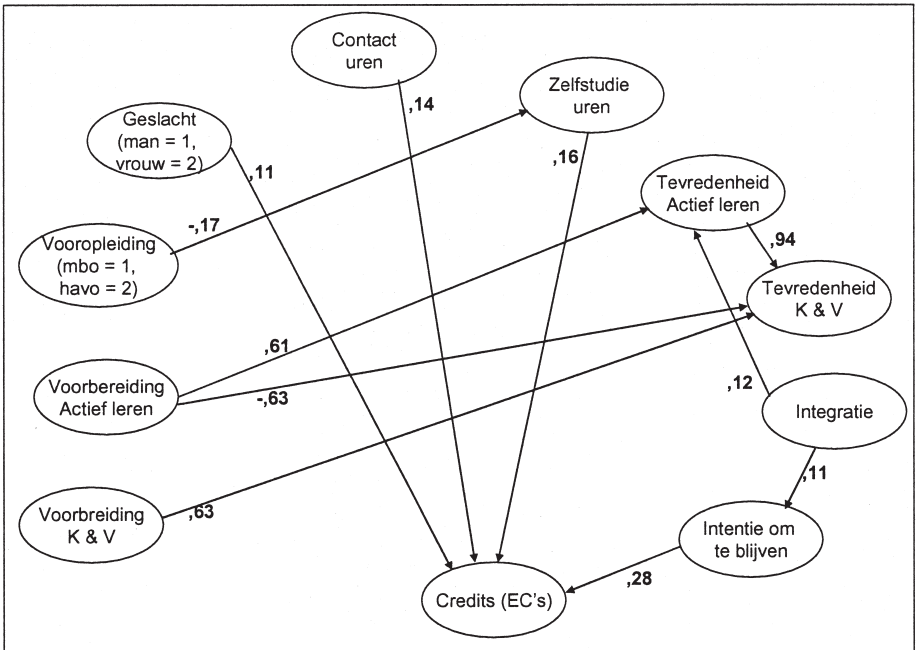 Contact
uren
Zelfstudie
uren
,14
Geslacht
(man = 1,
vrouw = 2)
,11
,16
Tevredenheid
Actief leren
-,17
Vooropleiding
(mbo = 1,
havo = 2)
,94
Tevredenheid
K & V
,61
Voorbereiding
Actief leren
-,63
,12
Integratie
,11
Voorbreiding
K & V
,63
Intentie om
te blijven
,28
Credits (EC's)